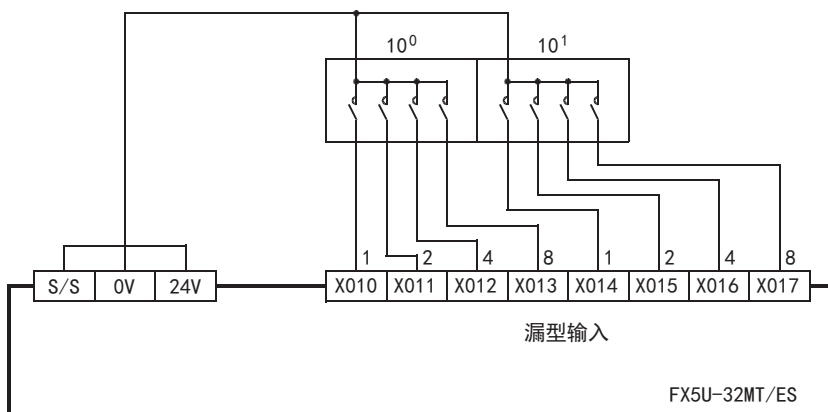 10⁰ 10¹
1 2 4 8 1 2 4 8
S/S 0V 24V X010 X011 X012 X013 X014 X015 X016 X017
漏型输入
FX5U-32MT/ES